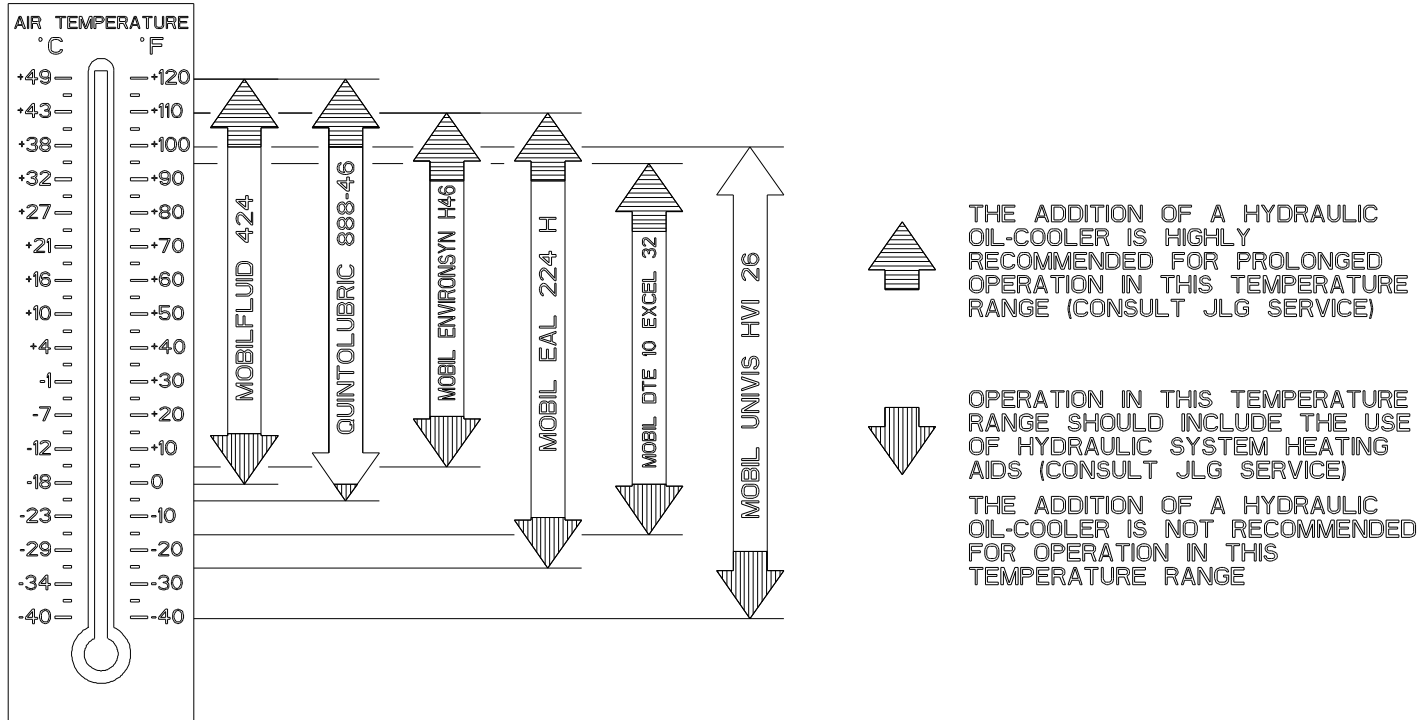 AIR TEMPERATURE
°C °F
+49 +120
+43 +110
+38 +100
+32 +90
+27 +80
+21 +70
+16 +60
+10 +50
+4 +40
-1 +30
-7 +20
-12 +10
-18 0
-23 -10
-29 -20
-34 -30
-40 -40
MOBILFLUID 424
QUINTOLUBRIC 888-46
MOBIL ENVIRONSYN H46
MOBIL EAL 224 H
MOBIL DTE 10 EXCEL 32
MOBIL UNIVIS HVI 26
THE ADDITION OF A HYDRAULIC
OIL-COOLER IS HIGHLY
RECOMMENDED FOR PROLONGED
OPERATION IN THIS TEMPERATURE
RANGE (CONSULT JLG SERVICE)
OPERATION IN THIS TEMPERATURE
RANGE SHOULD INCLUDE THE USE
OF HYDRAULIC SYSTEM HEATING
AIDS (CONSULT JLG SERVICE)
THE ADDITION OF A HYDRAULIC
OIL-COOLER IS NOT RECOMMENDED
FOR OPERATION IN THIS
TEMPERATURE RANGE